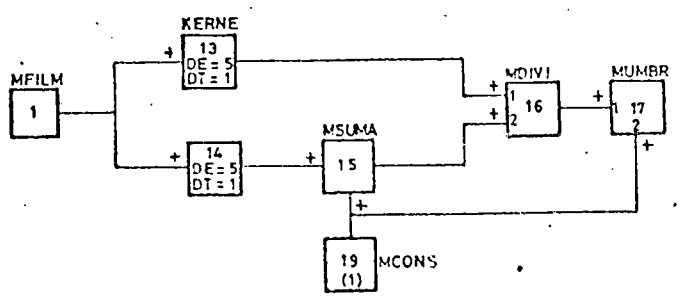 KERNE
+ 13
DE = 5
DT = 1
MFILM
1
+ 14
DE = 5
DT = 1
MSUMA
+ 15
+
19
(1)
MCONS
MDIVI
+ 1
16
+ 2
MUMBR
+ 1 17
2
+